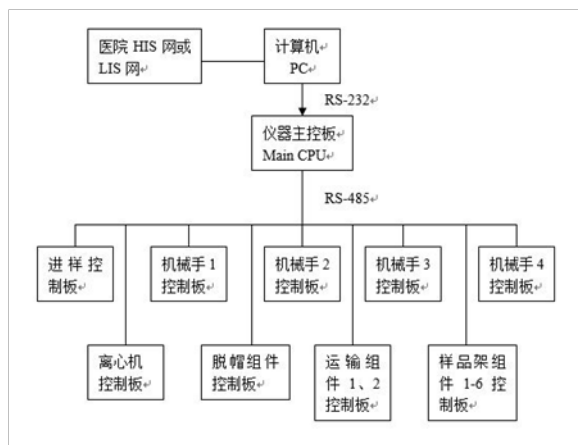 医院 HIS 网或
LIS 网↵
计算机↵
PC↵
RS-232↵
仪器主控板↵
Main CPU↵
RS-485↵
进样控
制板↵
机械手1
控制板↵
机械手2
控制板↵
机械手3
控制板↵
机械手4
控制板↵
离心机
控制板↵
脱帽组件
控制板↵
运输组
件 1、2
控制板↵
样品架组
件 1-6 控
制板↵